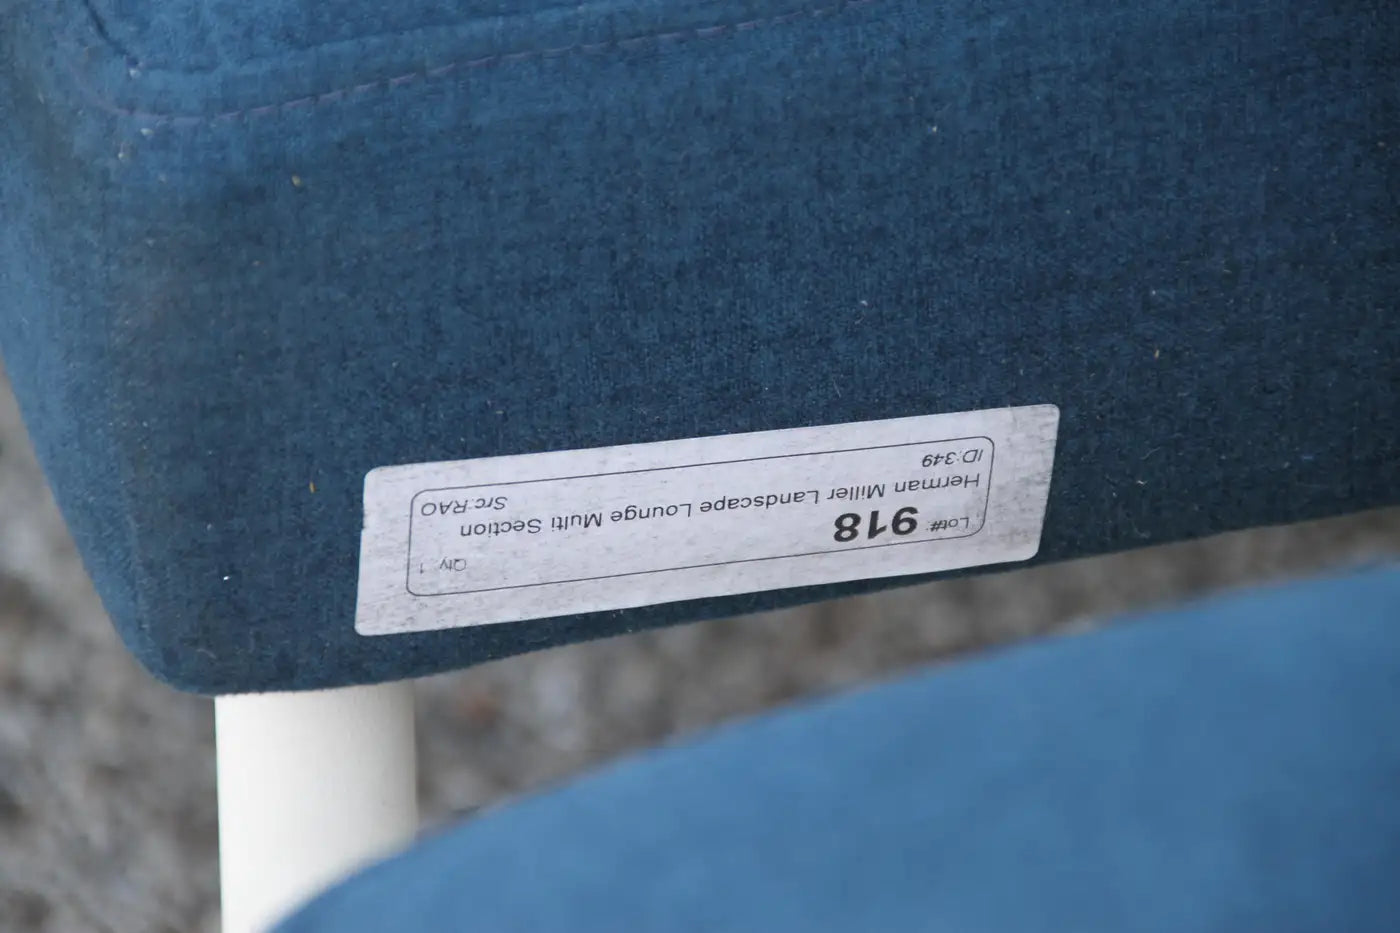 Lot#: 918 Qty 1
Herman Miller Landscape Lounge Multi Section
ID:349 Src:RAO